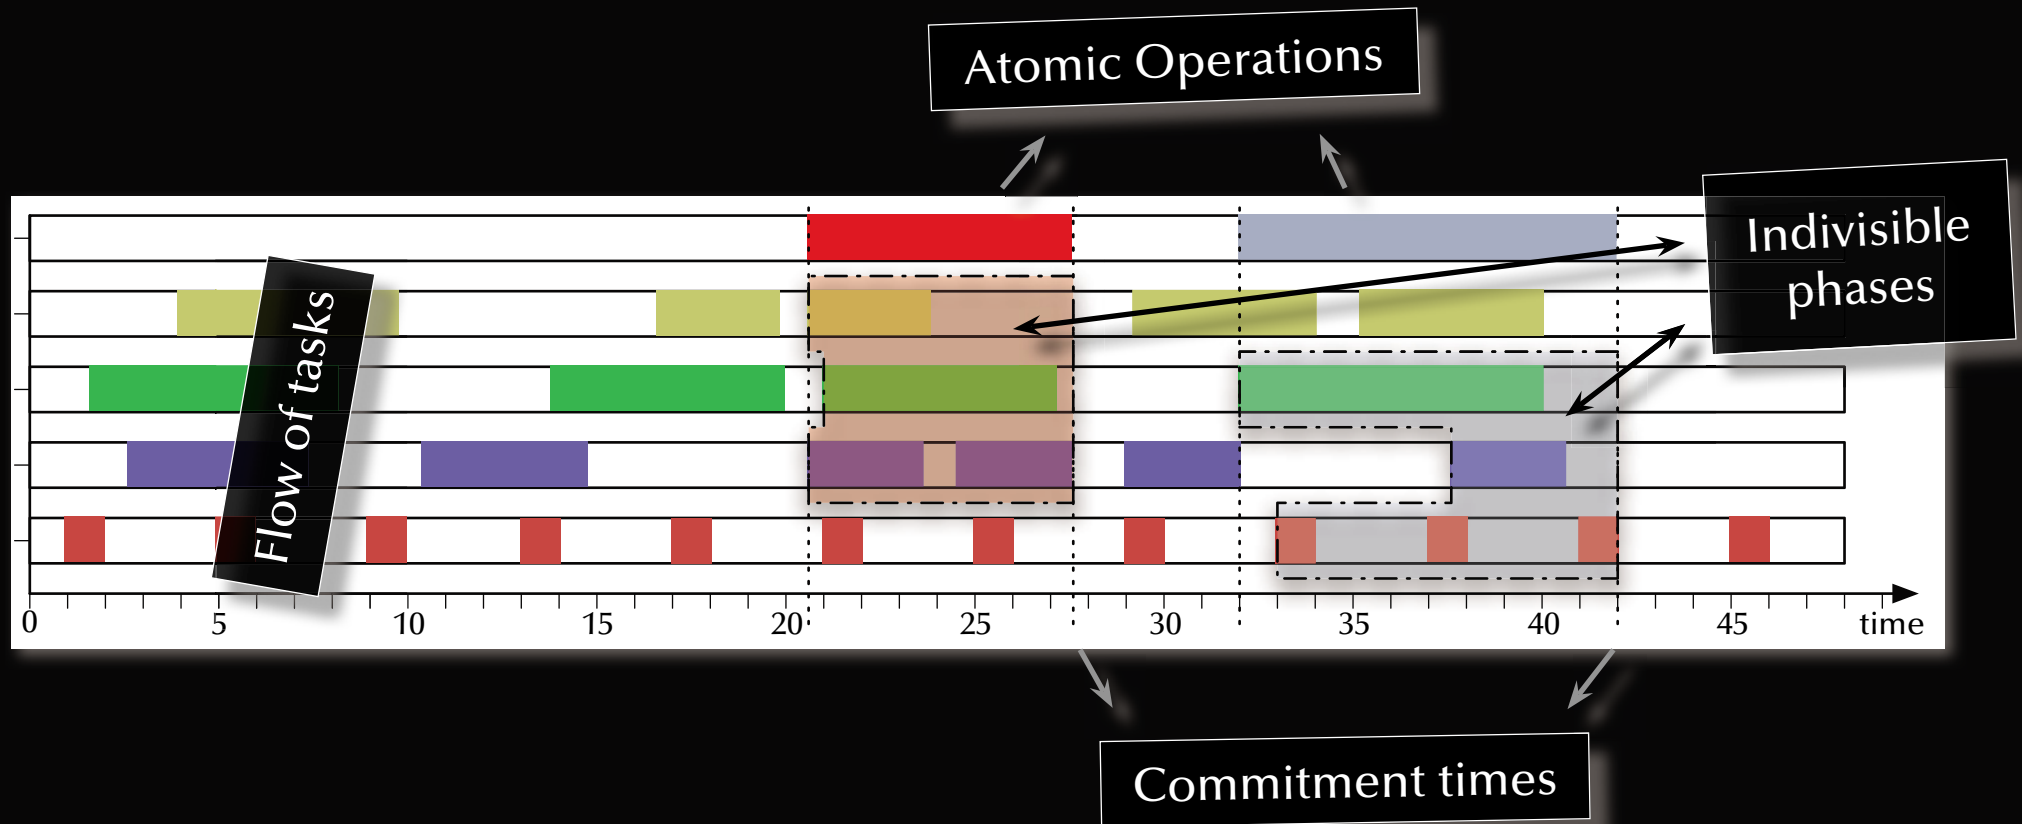 Atomic Operations
Indivisible
phases
Flow of tasks
0 5 10 15 20 25 30 35 40 45 time
Commitment times